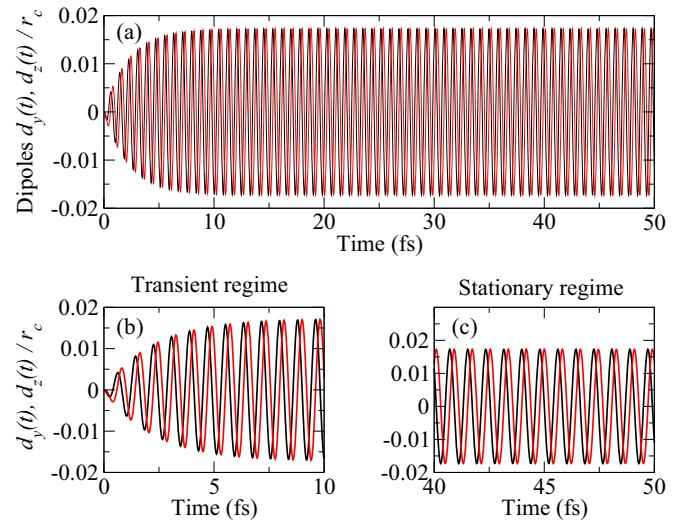 Dipoles d_y(t), d_z(t) / r_c
0.02
0.01
0
-0.01
-0.02
(a)
0 10 20 30 40 50
Time (fs)
Transient regime
Stationary regime
d_y(t), d_z(t) / r_c
0.02
0.01
0
-0.01
-0.02
(b)
0 5 10
Time (fs)
0.02
0.01
0
-0.01
-0.02
(c)
40 45 50
Time (fs)